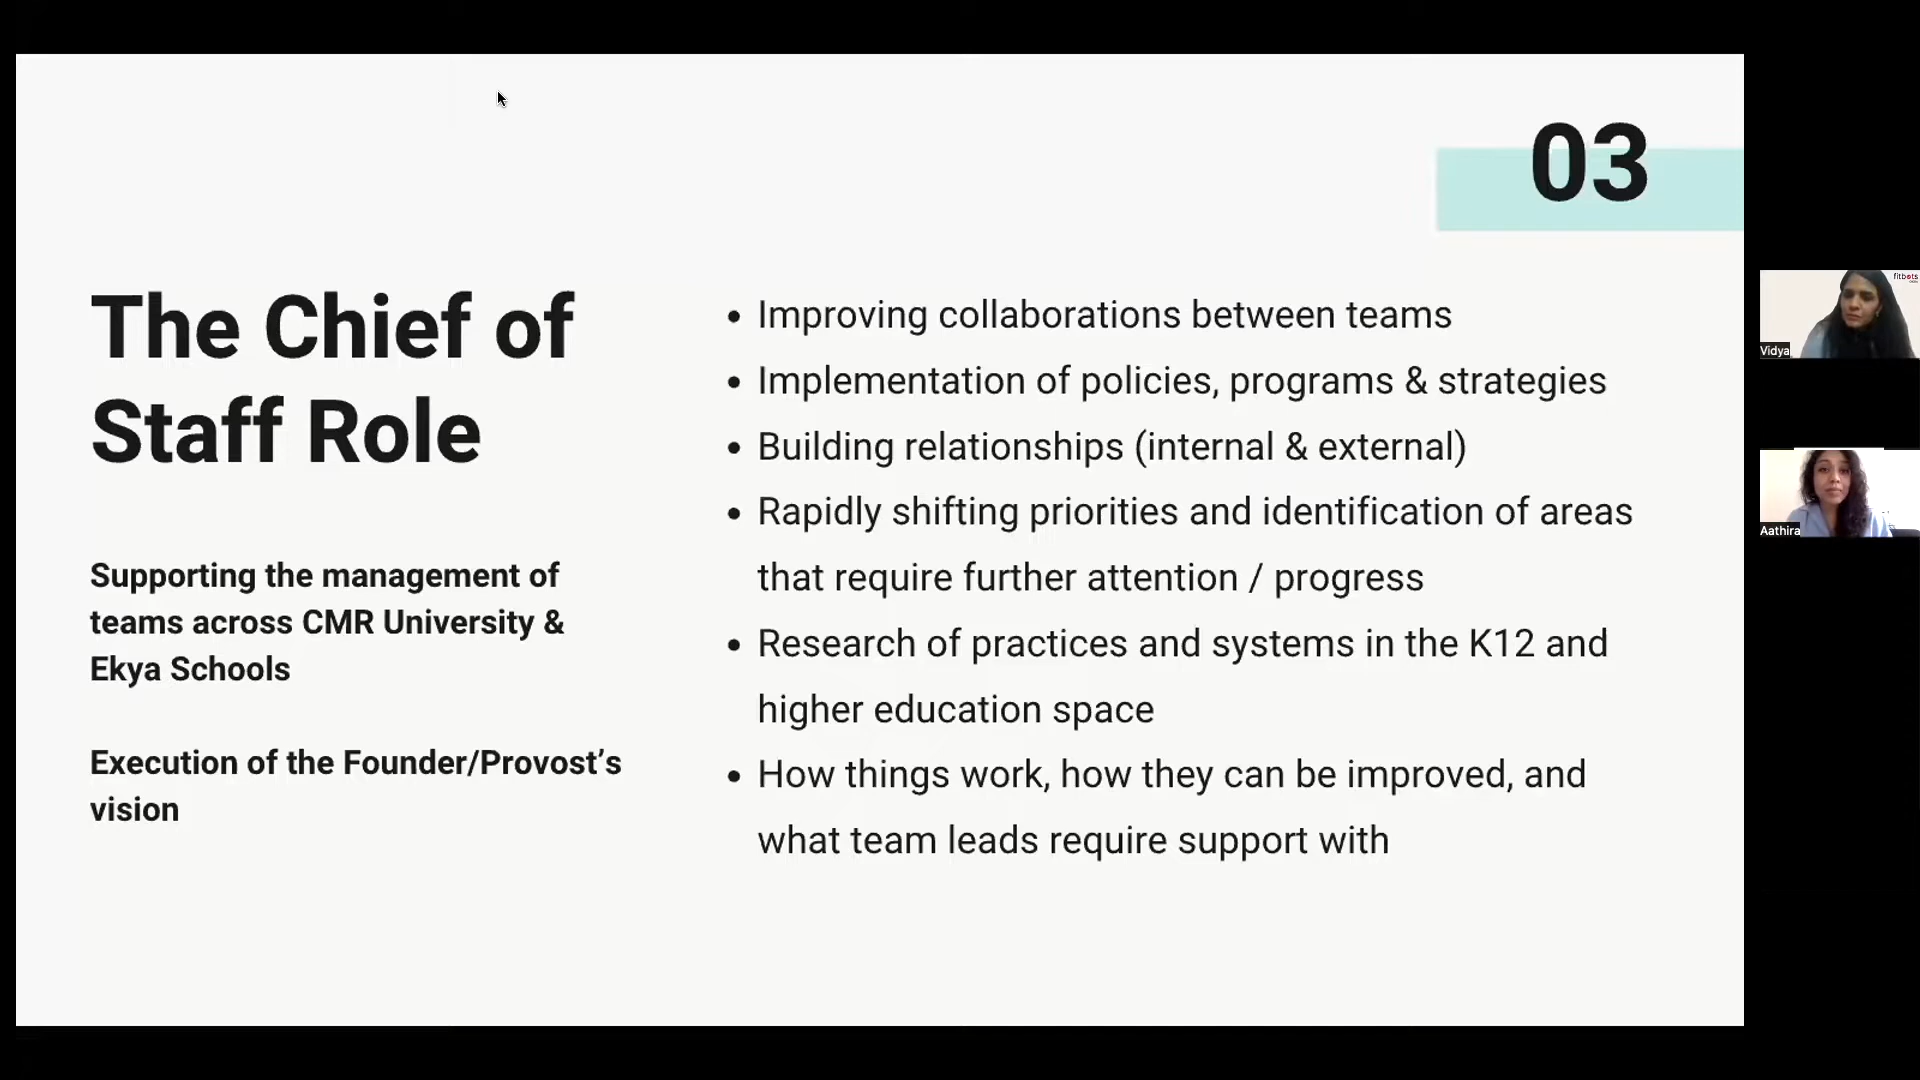 03
The Chief of
Staff Role
Supporting the management of
teams across CMR University &
Ekya Schools
Execution of the Founder/Provost’s
vision
• Improving collaborations between teams
• Implementation of policies, programs & strategies
• Building relationships (internal & external)
• Rapidly shifting priorities and identification of areas
that require further attention / progress
• Research of practices and systems in the K12 and
higher education space
• How things work, how they can be improved, and
what team leads require support with
fitbots
Vidya
Aathira